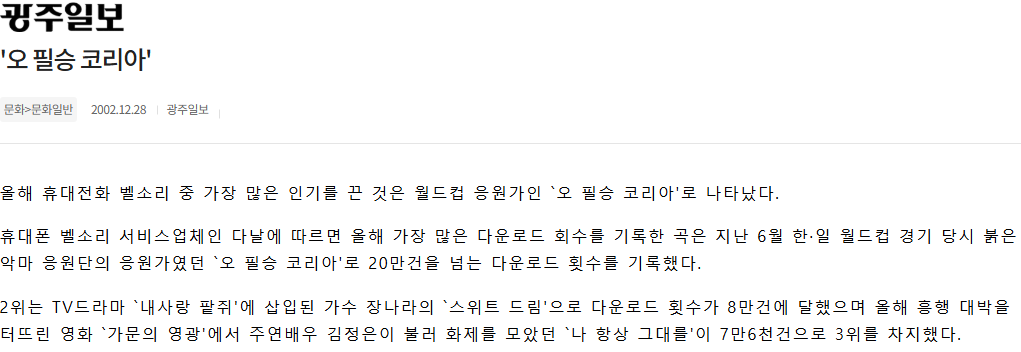 광주일보
'오 필승 코리아'
문화>문화일반 2002.12.28 광주일보
올해 휴대전화 벨소리 중 가장 많은 인기를 끈 것은 월드컵 응원가인 `오 필승 코리아'로 나타났다.
휴대폰 벨소리 서비스업체인 다날에 따르면 올해 가장 많은 다운로드 회수를 기록한 곡은 지난 6월 한·일 월드컵 경기 당시 붉은
악마 응원단의 응원가였던 `오 필승 코리아'로 20만건을 넘는 다운로드 횟수를 기록했다.
2위는 TV드라마 `내사랑 팥쥐'에 삽입된 가수 장나라의 `스위트 드림'으로 다운로드 횟수가 8만건에 달했으며 올해 흥행 대박을
터뜨린 영화 `가문의 영광'에서 주연배우 김정은이 불러 화제를 모았던 `나 항상 그대를'이 7만6천건으로 3위를 차지했다.